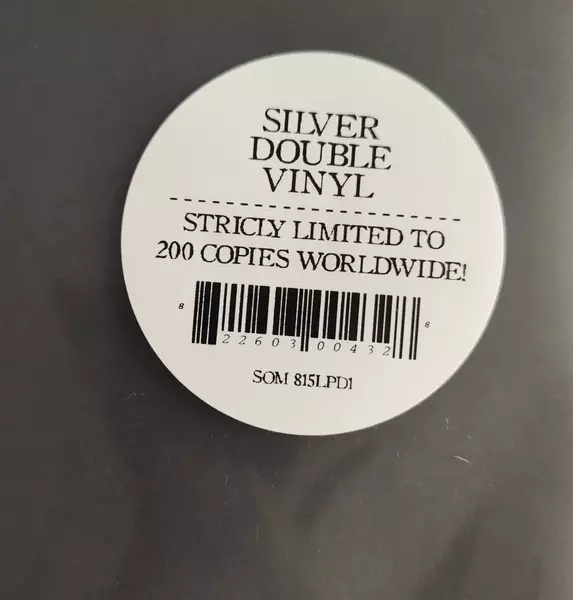 SILVER
DOUBLE
VINYL
STRICLY LIMITED TO
200 COPIES WORLDWIDE!
8 22603 00432 8
SOM 815LPD1